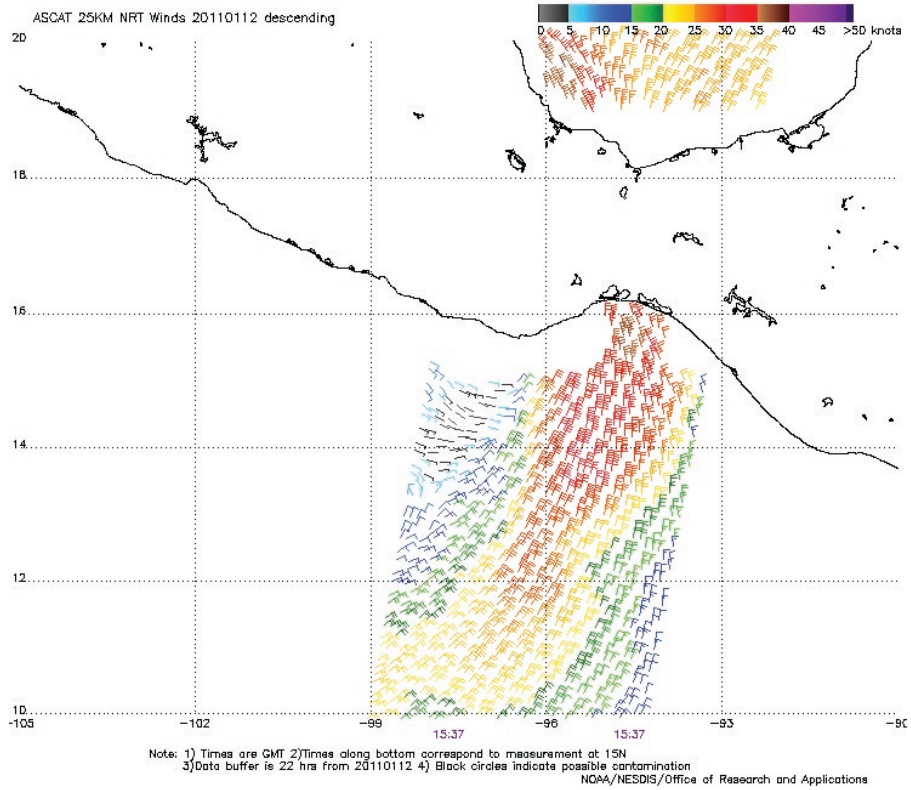 ASCAT 25KM NRT Winds 20110112 descending
0 5 10 15 20 25 30 35 40 45 >50 knots
20
18
16
14
12
10
-105 -102 -99 -96 -93 -90
15:37 15:37
Note: 1) Times are GMT 2)Times along bottom correspond to measurement at 15N
3)Data buffer is 22 hrs from 20110112 4) Black circles indicate possible contamination
NOAA/NESDIS/Office of Research and Applications